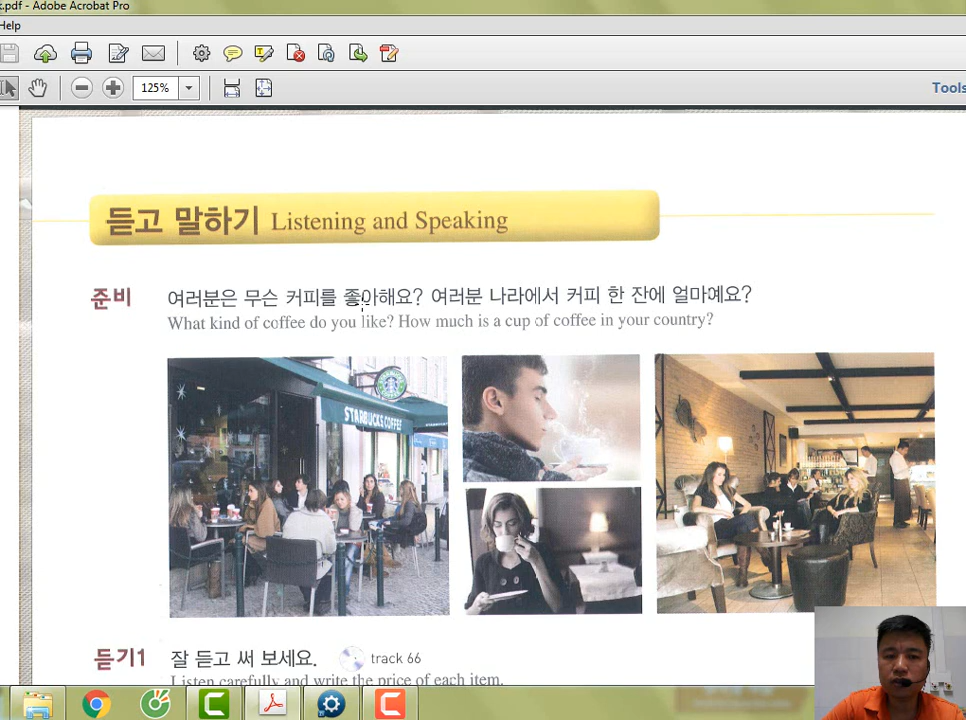 k.pdf - Adobe Acrobat Pro
Help
125%
Tools
듣고 말하기 Listening and Speaking
준비 여러분은 무슨 커피를 좋아해요? 여러분 나라에서 커피 한 잔에 얼마예요?
What kind of coffee do you like? How much is a cup of coffee in your country?
STARBUCKS COFFEE
듣기1 잘 듣고 써 보세요. track 66
Listen carefully and write the price of each item.